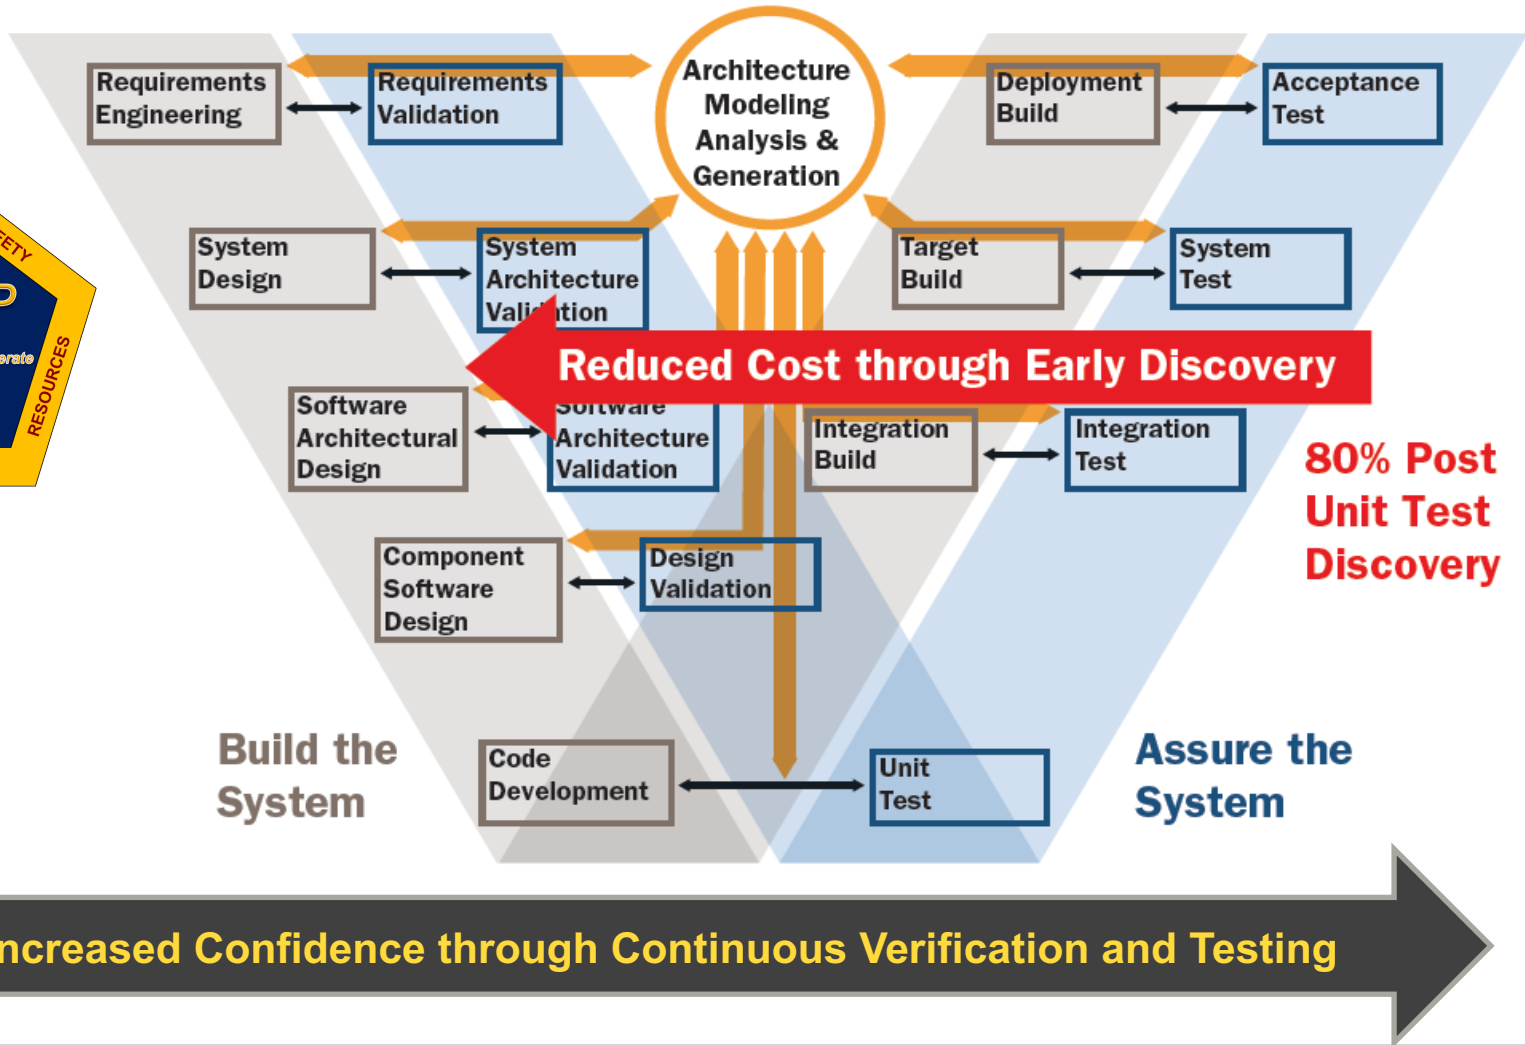 Requirements
Engineering
Requirements
Validation
Architecture
Modeling
Analysis &
Generation
Deployment
Build
Acceptance
Test
System
Design
System
Architecture
Validation
Target
Build
System
Test
RESOURCES
Reduced Cost through Early Discovery
Software
Architectural
Design
Software
Architecture
Validation
Integration
Build
Integration
Test
80% Post
Unit Test
Discovery
Component
Software
Design
Design
Validation
Build the
System
Code
Development
Unit
Test
Assure the
System
ncreased Confidence through Continuous Verification and Testing